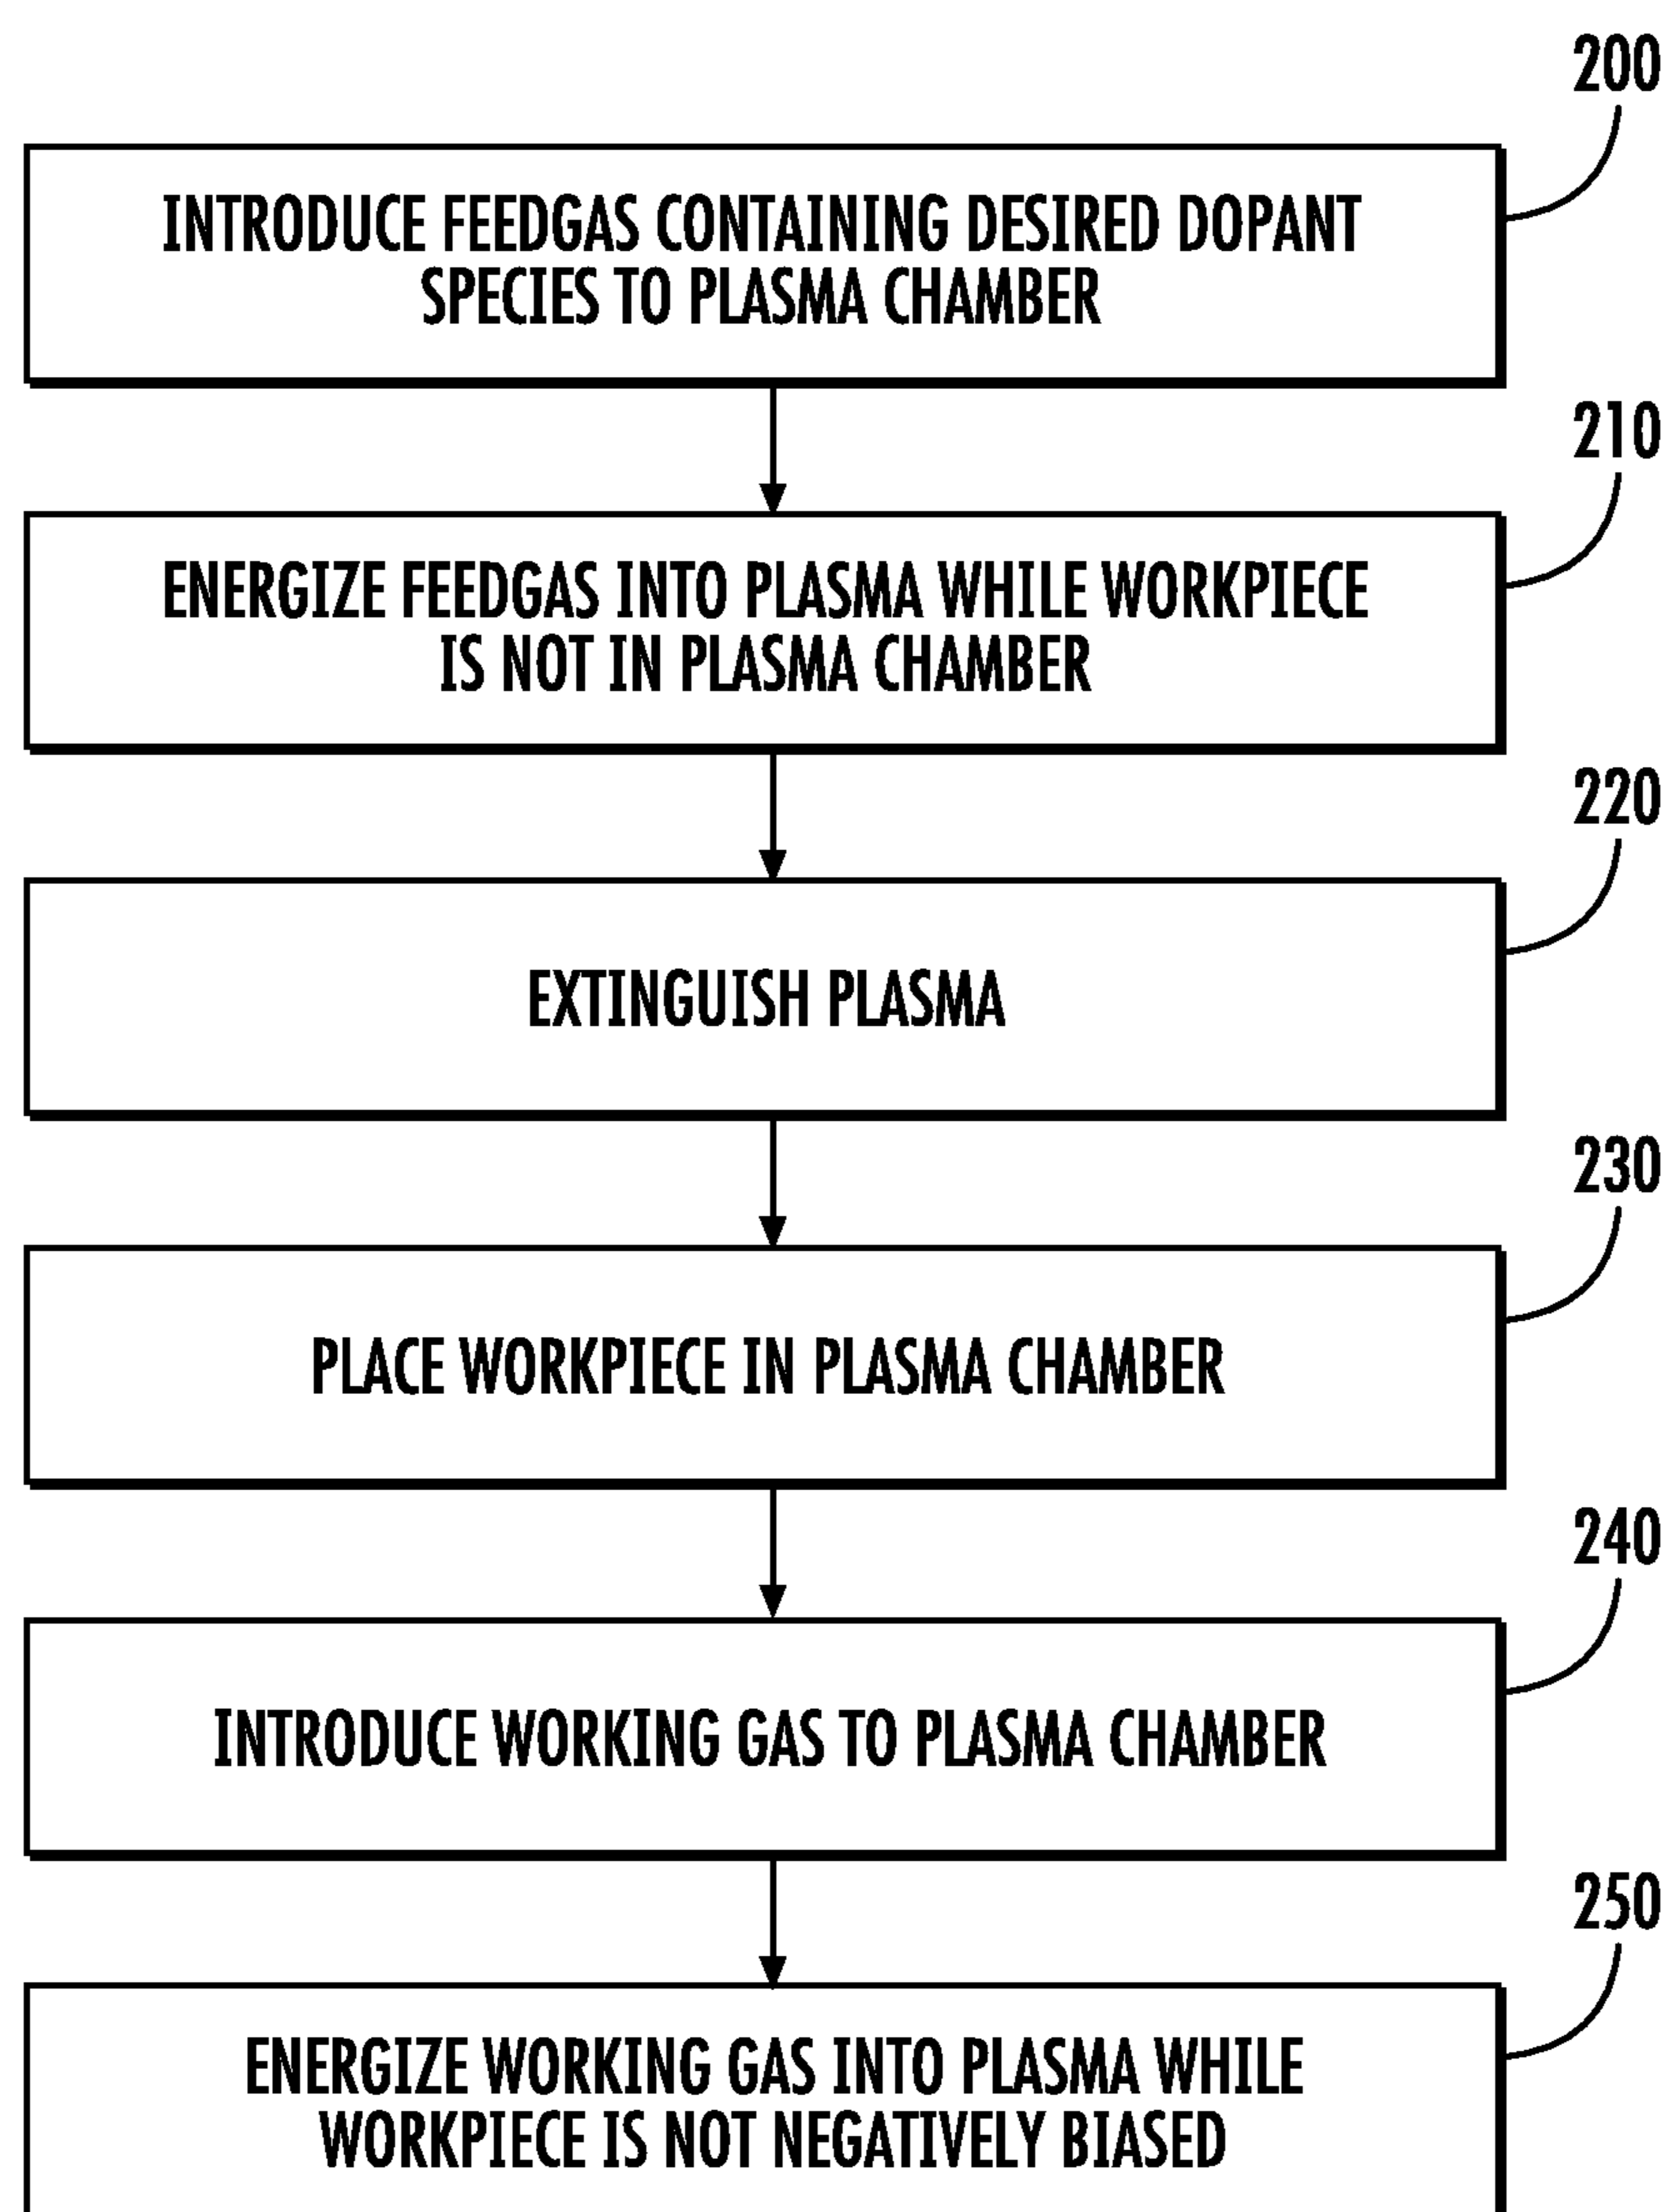 200
INTRODUCE FEEDGAS CONTAINING DESIRED DOPANT
SPECIES TO PLASMA CHAMBER
210
ENERGIZE FEEDGAS INTO PLASMA WHILE WORKPIECE
IS NOT IN PLASMA CHAMBER
220
EXTINGUISH PLASMA
230
PLACE WORKPIECE IN PLASMA CHAMBER
240
INTRODUCE WORKING GAS TO PLASMA CHAMBER
250
ENERGIZE WORKING GAS INTO PLASMA WHILE
WORKPIECE IS NOT NEGATIVELY BIASED